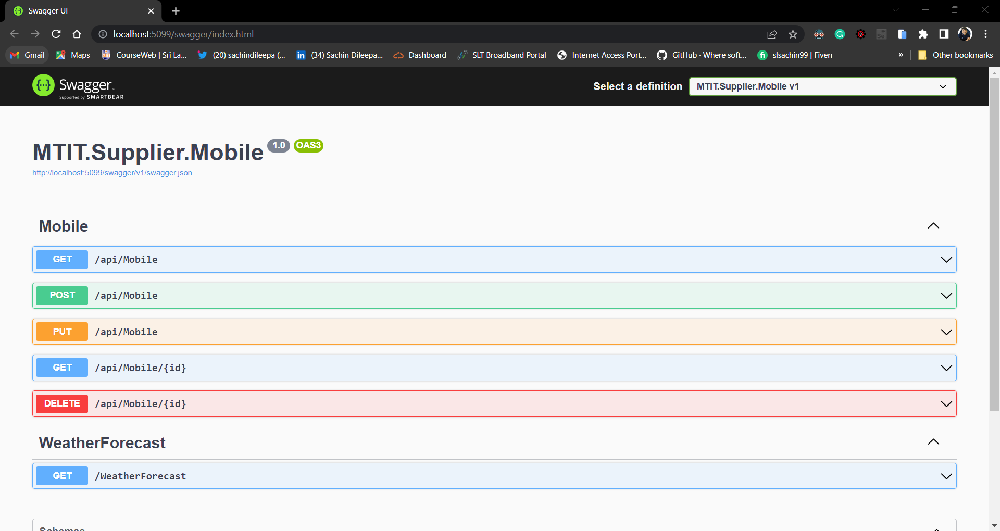 Swagger UI
localhost:5099/swagger/index.html
Gmail
Maps
CourseWeb | Sri La...
(20) sachindileepa (...
(34) Sachin Dileepa...
Dashboard
SLT Broadband Portal
Internet Access Port...
GitHub · Where soft...
slsachin99 | Fiverr
»
Other bookmarks
Swagger
Supported by SMARTBEAR
Select a definition
MTIT.Supplier.Mobile v1
MTIT.Supplier.Mobile 1.0 OAS3
http://localhost:5099/swagger/v1/swagger.json
Mobile
GET /api/Mobile
POST /api/Mobile
PUT /api/Mobile
GET /api/Mobile/{id}
DELETE /api/Mobile/{id}
WeatherForecast
GET /WeatherForecast
Schemas